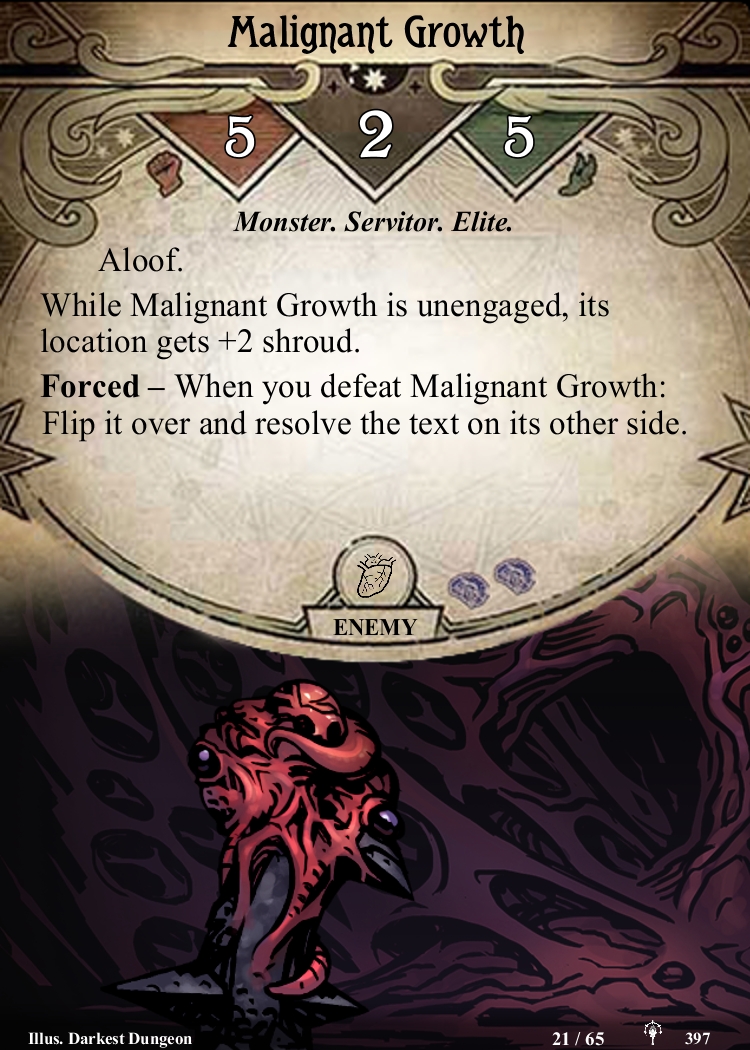 Malignant Growth
5 2 5
Monster. Servitor. Elite.
Aloof.
While Malignant Growth is unengaged, its
location gets +2 shroud.
Forced – When you defeat Malignant Growth:
Flip it over and resolve the text on its other side.
ENEMY
Illus. Darkest Dungeon 21 / 65 397